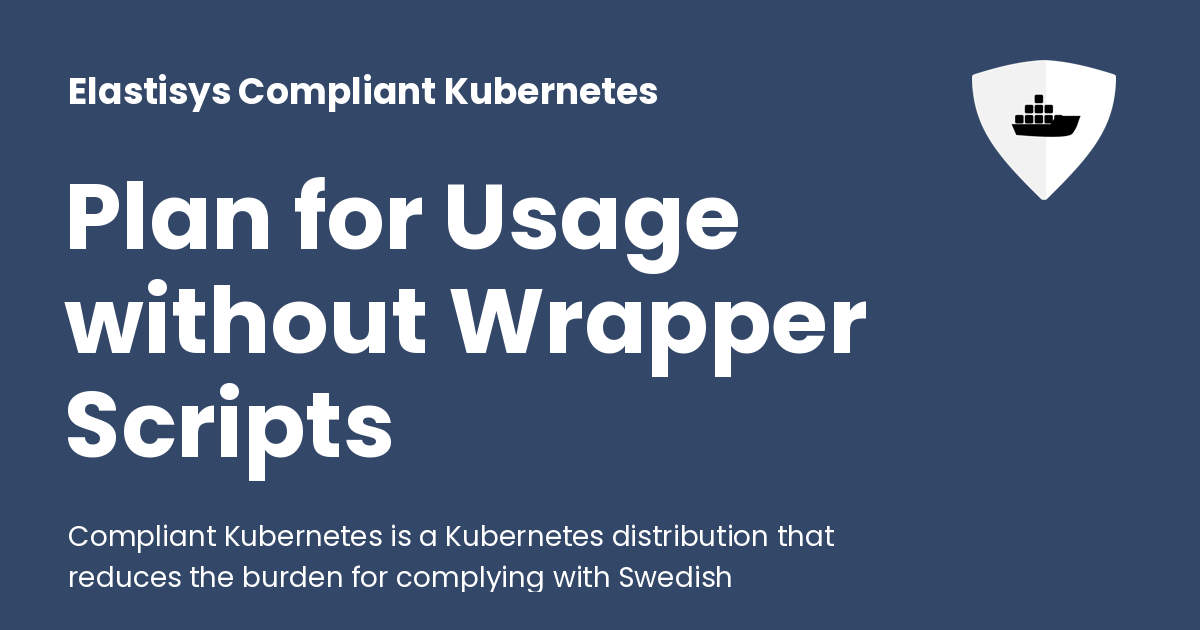 Elastisys Compliant Kubernetes
Plan for Usage
without Wrapper
Scripts
Compliant Kubernetes is a Kubernetes distribution that
reduces the burden for complying with Swedish